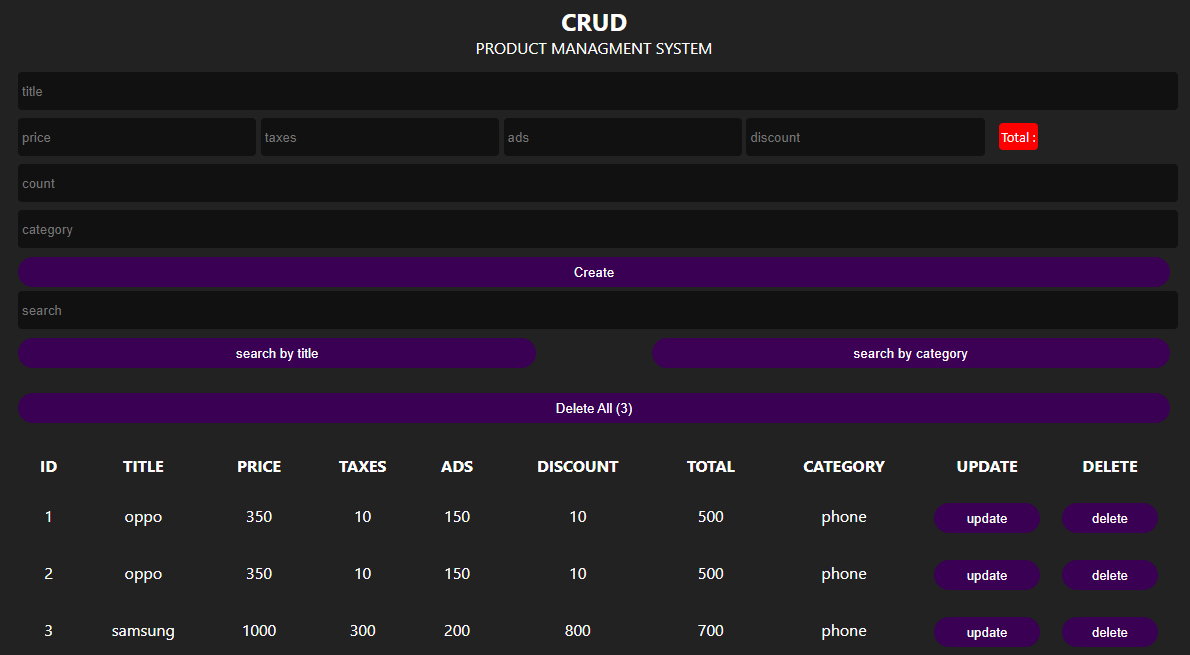 CRUD
PRODUCT MANAGMENT SYSTEM
title
price taxes ads discount Total :
count
category
Create
search
search by title search by category
Delete All (3)
ID TITLE PRICE TAXES ADS DISCOUNT TOTAL CATEGORY UPDATE DELETE
1 oppo 350 10 150 10 500 phone update delete
2 oppo 350 10 150 10 500 phone update delete
3 samsung 1000 300 200 800 700 phone update delete